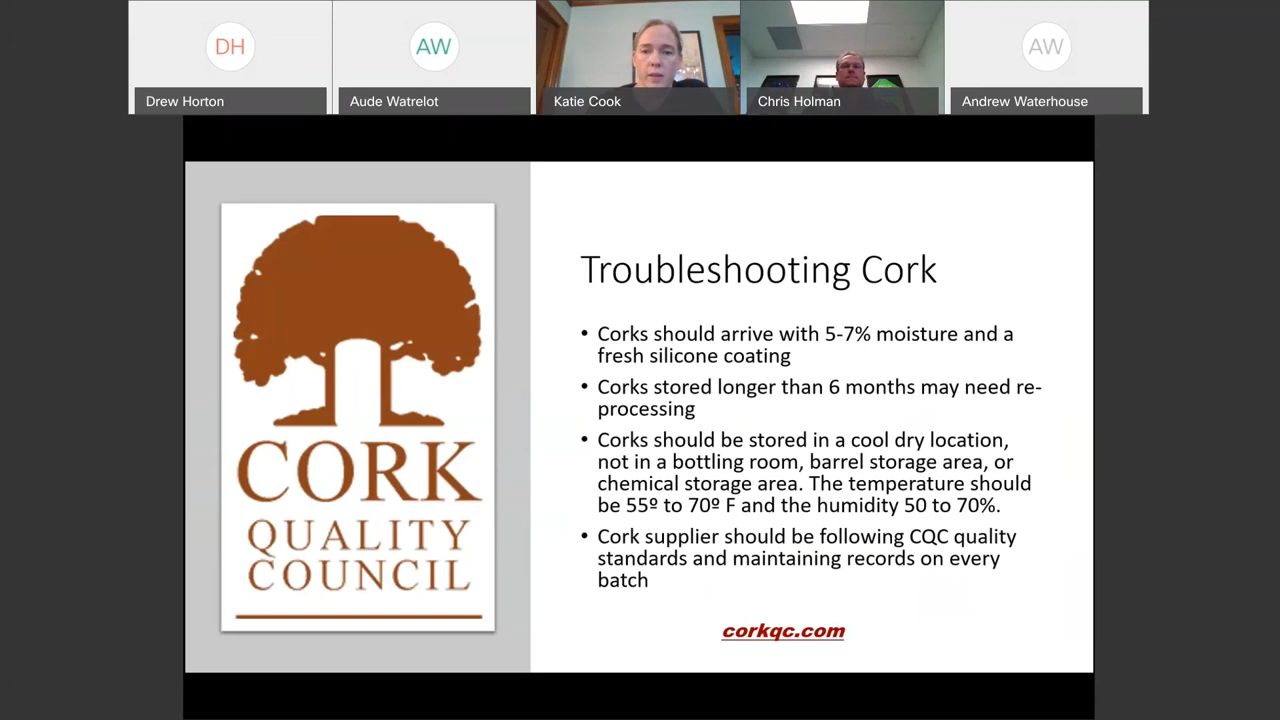 DH
AW
AW
Drew Horton
Aude Watrelot
Katie Cook
Chris Holman
Andrew Waterhouse
CORK
QUALITY
COUNCIL
Troubleshooting Cork
• Corks should arrive with 5-7% moisture and a
fresh silicone coating
• Corks stored longer than 6 months may need re-
processing
• Corks should be stored in a cool dry location,
not in a bottling room, barrel storage area, or
chemical storage area. The temperature should
be 55º to 70º F and the humidity 50 to 70%.
• Cork supplier should be following CQC quality
standards and maintaining records on every
batch
corkqc.com